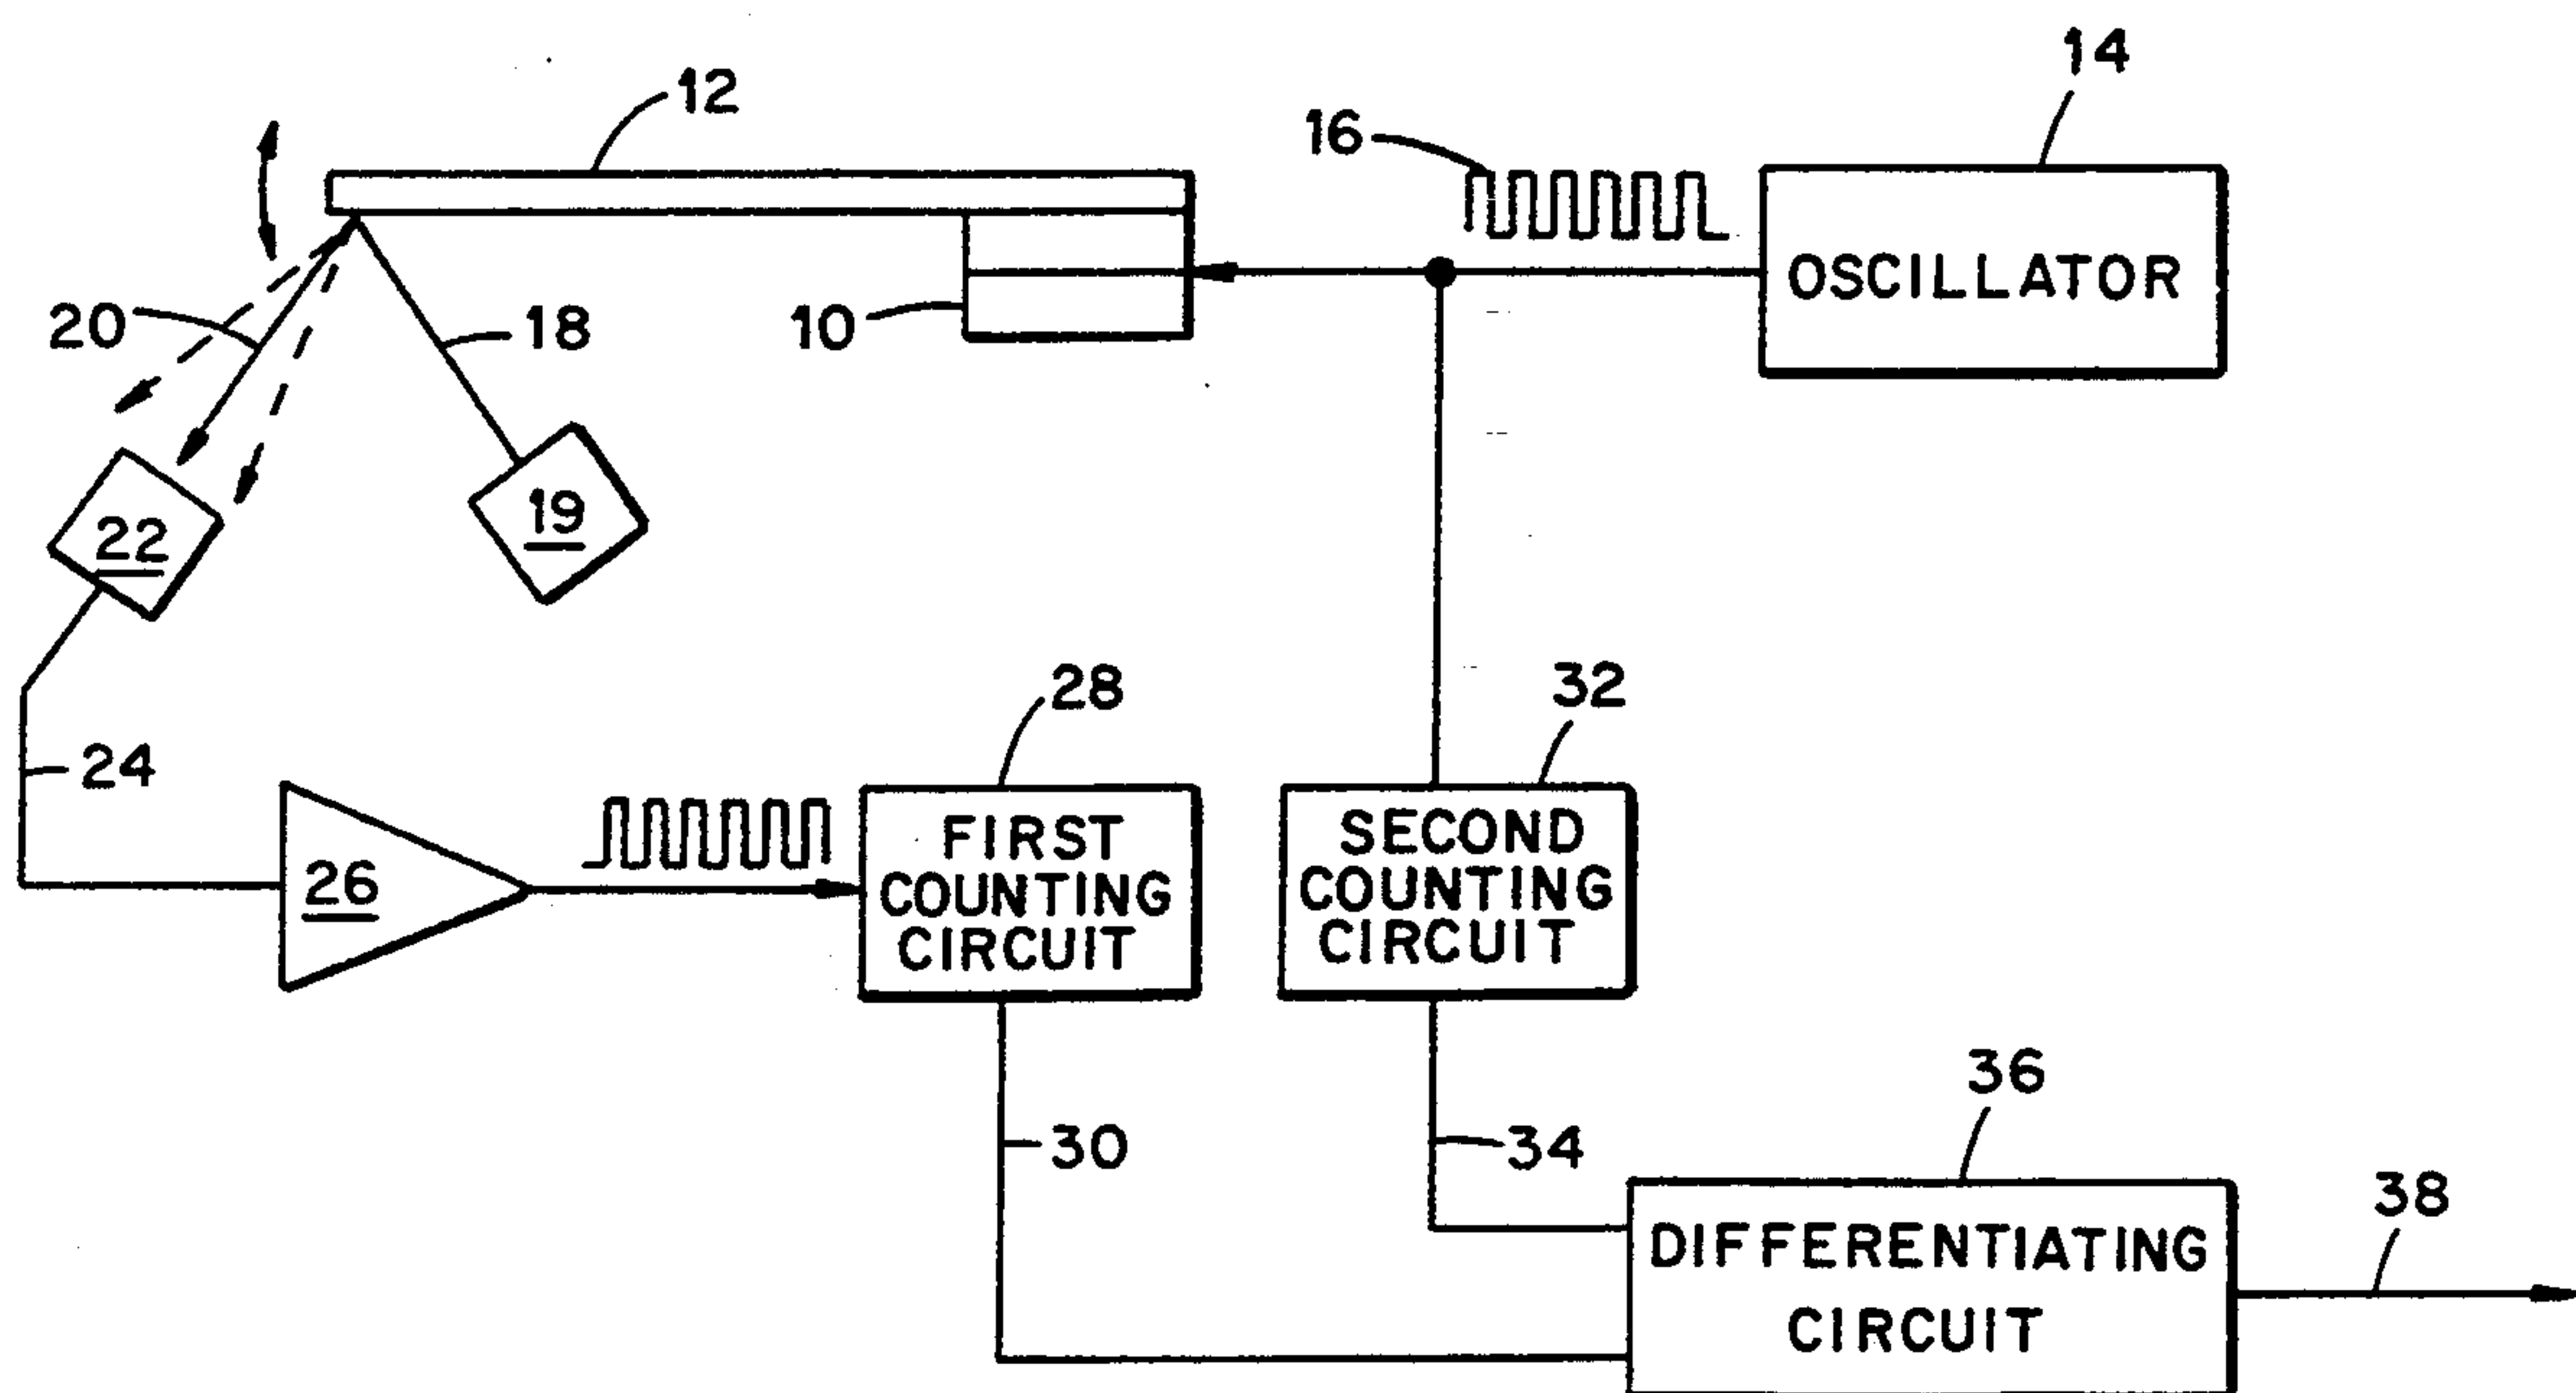 14
12
16
OSCILLATOR
20
18
10
19
22
28
32
24
FIRST
COUNTING
CIRCUIT
SECOND
COUNTING
CIRCUIT
26
36
30
34
38
DIFFERENTIATING
CIRCUIT